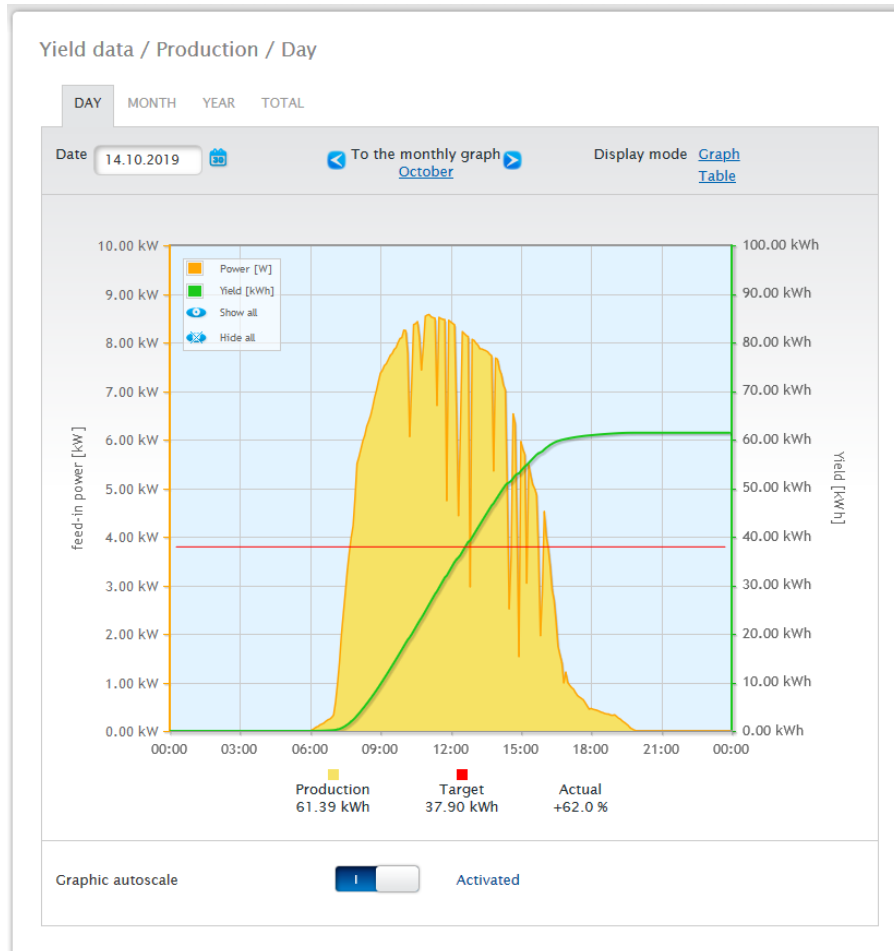 Yield data / Production / Day
DAY MONTH YEAR TOTAL
Date 14.10.2019 30 To the monthly graph Display mode Graph
October Table
10.00 kW 100.00 kWh
Power [W]
9.00 kW Yield [kWh] 90.00 kWh
Show all
Hide all
8.00 kW 80.00 kWh
7.00 kW 70.00 kWh
6.00 kW 60.00 kWh
feed-in power [kW] Yield [kWh]
5.00 kW 50.00 kWh
4.00 kW 40.00 kWh
3.00 kW 30.00 kWh
2.00 kW 20.00 kWh
1.00 kW 10.00 kWh
0.00 kW 0.00 kWh
00:00 03:00 06:00 09:00 12:00 15:00 18:00 21:00 00:00
Production Target Actual
61.39 kWh 37.90 kWh +62.0 %
Graphic autoscale I Activated